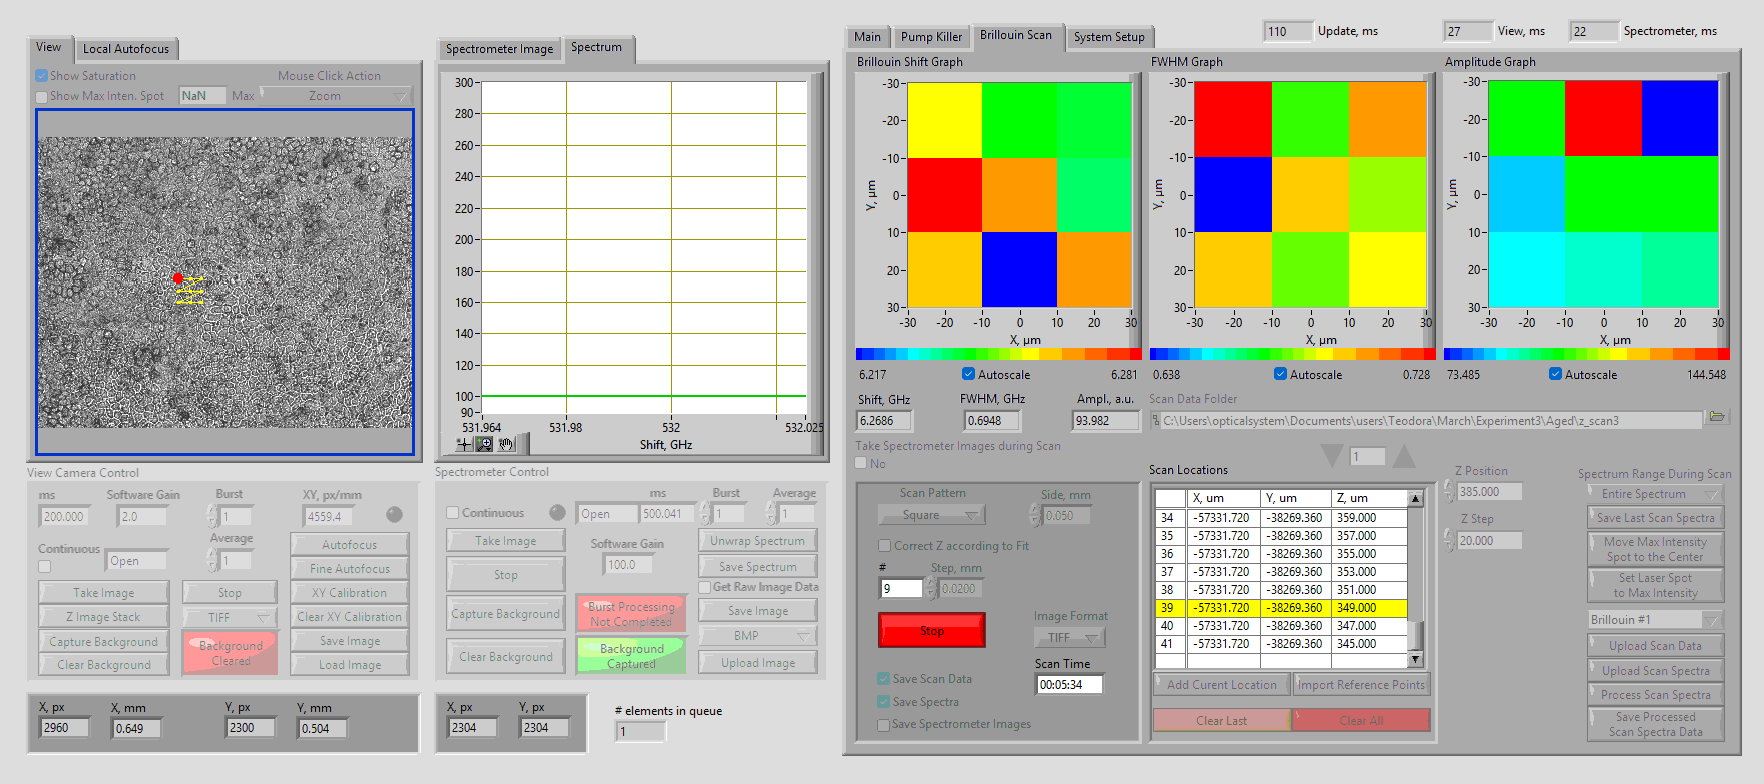 View
Local Autofocus
Show Saturation
Mouse Click Action
Show Max Inten. Spot
NaN
Max
Zoom
View Camera Control
ms
Software Gain
Burst
XY, px/mm
200.000
2.0
1
4559.4
Average
Continuous
Open
1
Autofocus
Fine Autofocus
Take Image
Stop
XY Calibration
Z Image Stack
TIFF
Clear XY Calibration
Capture Background
Background
Cleared
Save Image
Clear Background
Load Image
X, px
X, mm
Y, px
Y, mm
2960
0.649
2300
0.504
Spectrometer Image
Spectrum
300
280
260
240
220
200
180
160
140
120
100
90
531.964
531.98
532
532.025
Shift, GHz
Spectrometer Control
ms
Burst
Average
Continuous
Open
500.041
1
1
Take Image
Software Gain
Unwrap Spectrum
Stop
100.0
Save Spectrum
Get Raw Image Data
Capture Background
Burst Processing
Not Completed
Save Image
BMP
Clear Background
Background
Captured
Upload Image
X, px
Y, px
2304
2304
# elements in queue
1
110
Update, ms
27
View, ms
22
Spectrometer, ms
Main
Pump Killer
Brillouin Scan
System Setup
Brillouin Shift Graph
-30
-20
-10
0
10
20
30
Y, µm
-30
-20
-10
0
10
20
30
X, µm
6.217
Autoscale
6.281
FWHM Graph
-30
-20
-10
0
10
20
30
Y, µm
-30
-20
-10
0
10
20
30
X, µm
0.638
Autoscale
0.728
Amplitude Graph
-30
-20
-10
0
10
20
30
Y, µm
-30
-20
-10
0
10
20
30
X, µm
73.485
Autoscale
144.548
Shift, GHz
FWHM, GHz
Ampl., a.u.
Scan Data Folder
6.2686
0.6948
93.982
C:\Users\opticalsystem\Documents\users\Teodora\March\Experiment3\Aged\z_scan3
Take Spectrometer Images during Scan
No
Scan Pattern
Side, mm
Square
0.050
Correct Z according to Fit
#
Step, mm
9
0.0200
Stop
Image Format
TIFF
Scan Time
00:05:34
Save Scan Data
Save Spectra
Save Spectrometer Images
Scan Locations
1
X, um
Y, um
Z, um
34 -57331.720 -38269.360 359.000
35 -57331.720 -38269.360 357.000
36 -57331.720 -38269.360 355.000
37 -57331.720 -38269.360 353.000
38 -57331.720 -38269.360 351.000
39 -57331.720 -38269.360 349.000
40 -57331.720 -38269.360 347.000
41 -57331.720 -38269.360 345.000
Add Curent Location
Import Reference Points
Clear Last
Clear All
Z Position
385.000
Z Step
20.000
Spectrum Range During Scan
Entire Spectrum
Save Last Scan Spectra
Move Max Intensity
Spot to the Center
Set Laser Spot
to Max Intensity
Brillouin #1
Upload Scan Data
Upload Scan Spectra
Process Scan Spectra
Save Processed
Scan Spectra Data